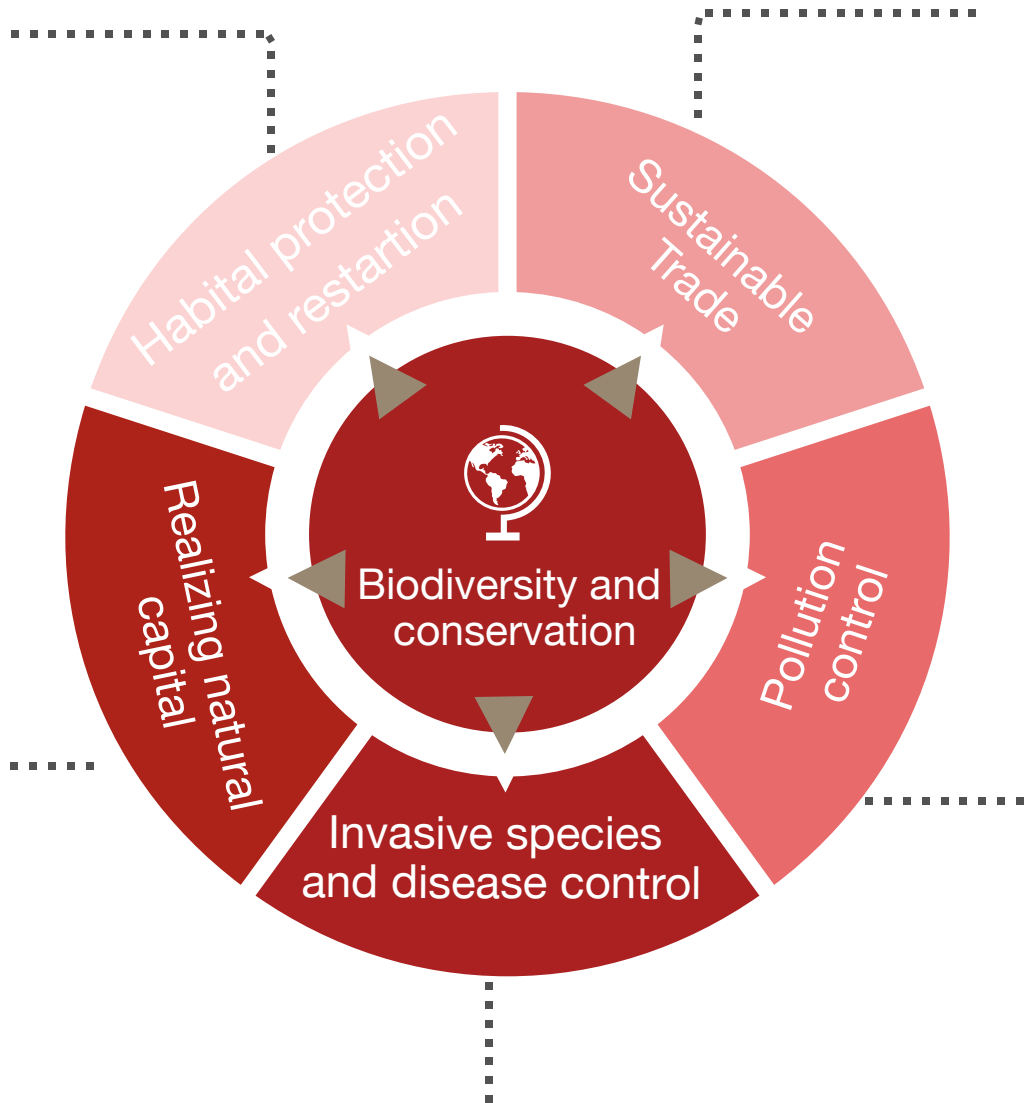 Habital protection
and restartion
Sustainable
Trade
Biodiversity and
conservation
Realizing natural
capital
Pollution
control
Invasive species
and disease control